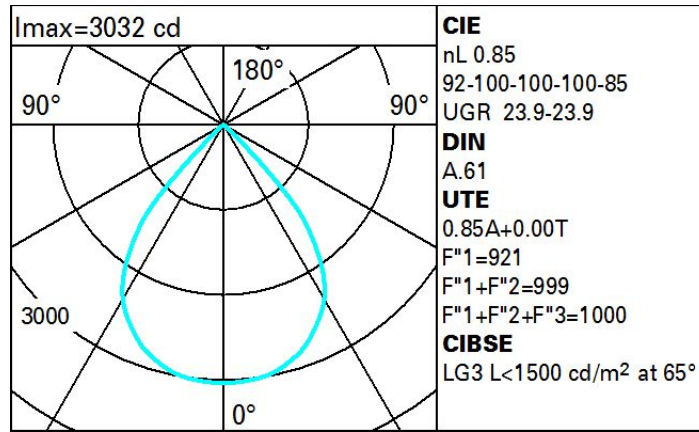 Imax=3032 cd
180°
90°
90°
3000
0°
CIE
nL 0.85
92-100-100-100-85
UGR 23.9-23.9
DIN
A.61
UTE
0.85A+0.00T
F"1=921
F"1+F"2=999
F"1+F"2+F"3=1000
CIBSE
LG3 L<1500 cd/m² at 65°